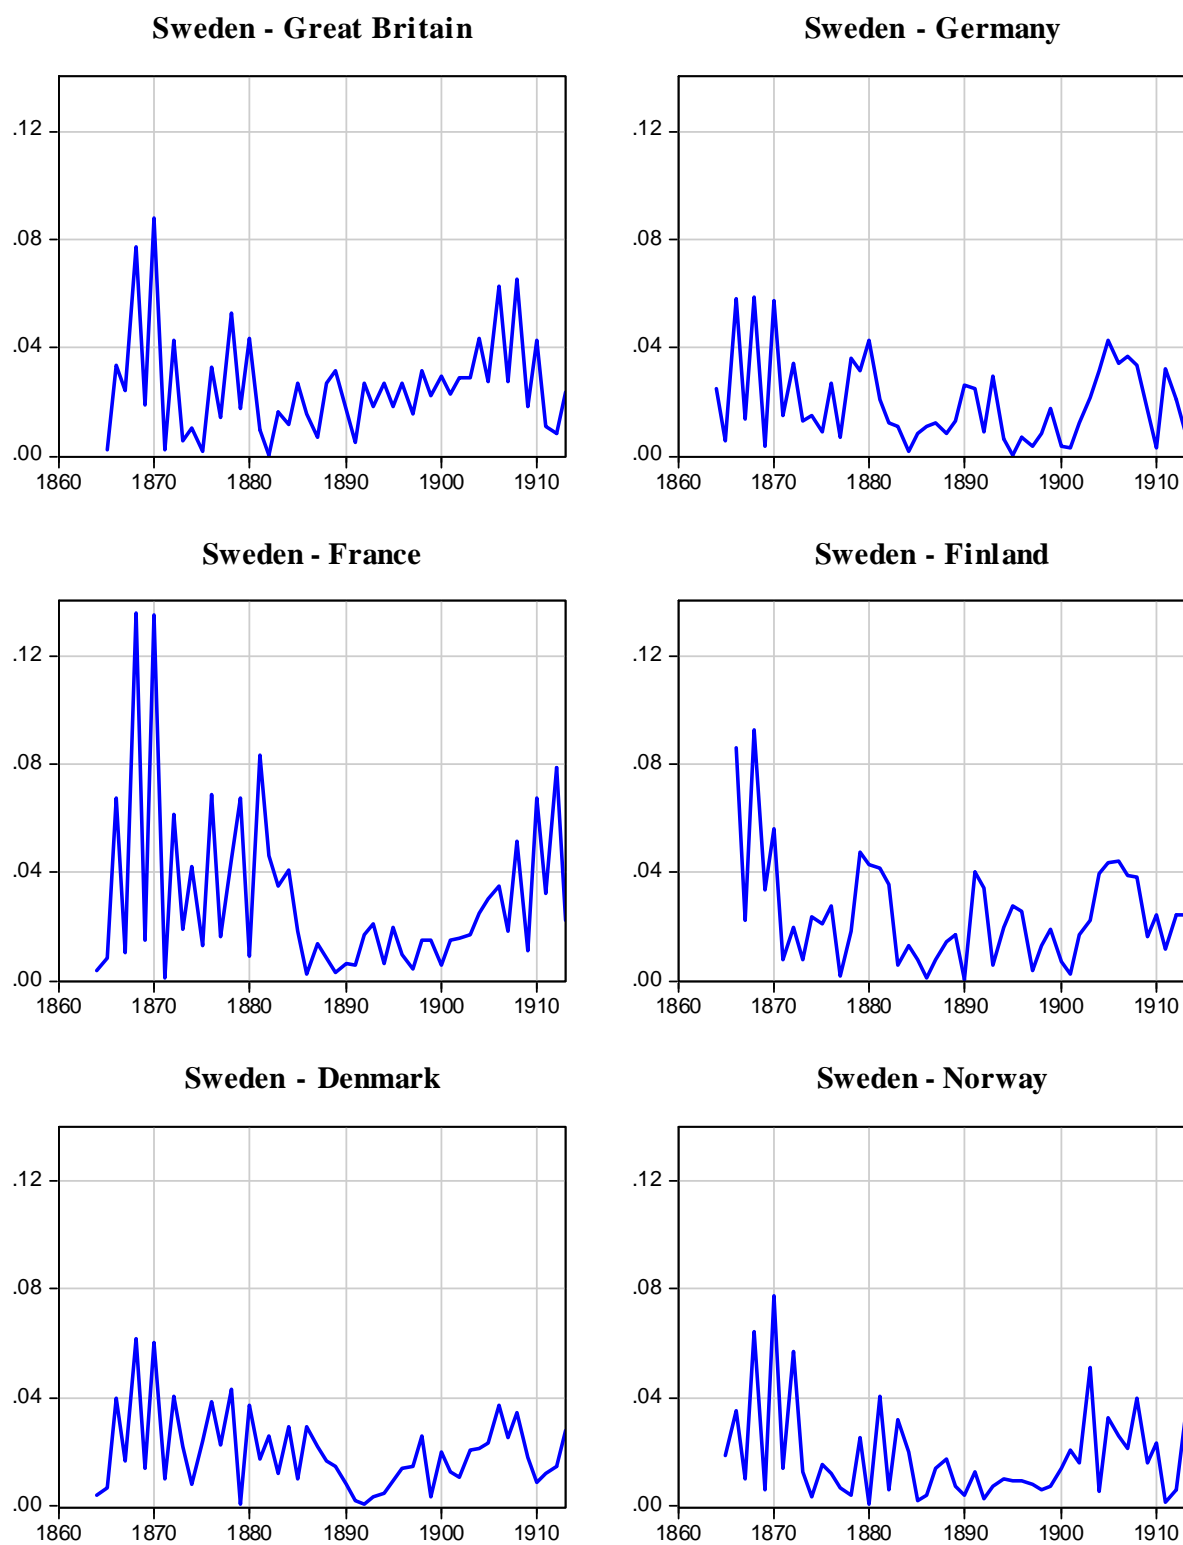 Sweden - Great Britain
.12
.08
.04
.00
1860 1870 1880 1890 1900 1910
Sweden - Germany
.12
.08
.04
.00
1860 1870 1880 1890 1900 1910
Sweden - France
.12
.08
.04
.00
1860 1870 1880 1890 1900 1910
Sweden - Finland
.12
.08
.04
.00
1860 1870 1880 1890 1900 1910
Sweden - Denmark
.12
.08
.04
.00
1860 1870 1880 1890 1900 1910
Sweden - Norway
.12
.08
.04
.00
1860 1870 1880 1890 1900 1910